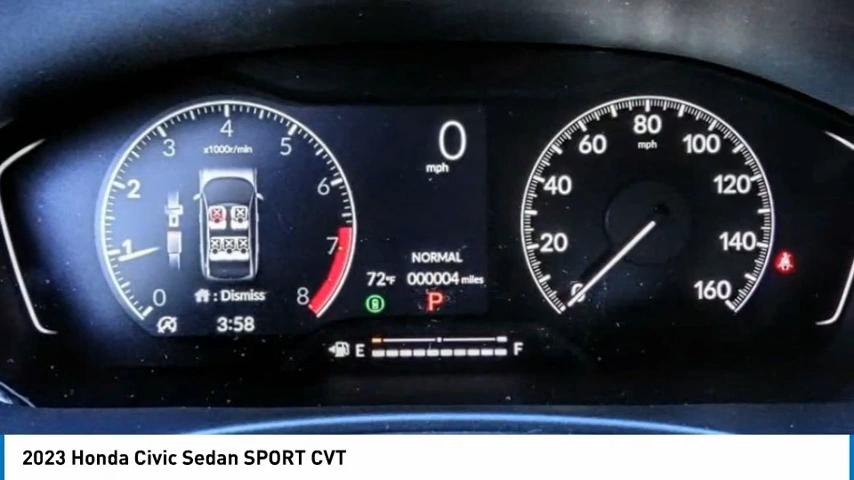 4
3
5
x1000r/min
2
6
1
7
0
8
: Dismiss
3:58
0
mph
NORMAL
72°F 000004 miles
P
E
F
80
60
mph
100
40
120
20
140
0
160
2023 Honda Civic Sedan SPORT CVT